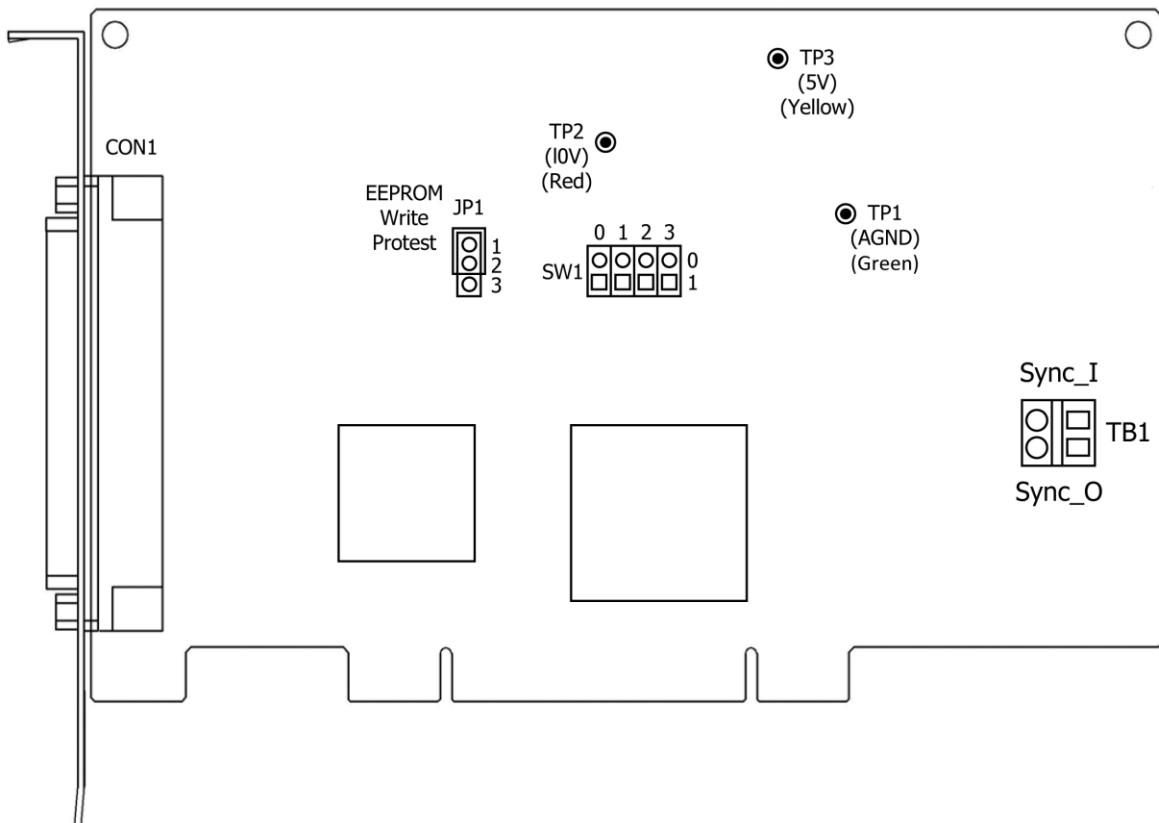 TP3
(5V)
(Yellow)
TP2
(I0V)
(Red)
CON1
EEPROM
Write
Protest
JP1
1
2
3
TP1
(AGND)
(Green)
0 1 2 3
SW1
0
1
Sync_I
TB1
Sync_O